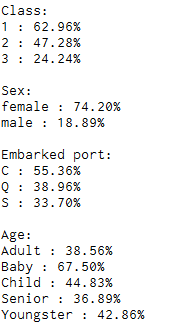 Class:
1 : 62.96%
2 : 47.28%
3 : 24.24%
Sex:
female : 74.20%
male : 18.89%
Embarked port:
C : 55.36%
Q : 38.96%
S : 33.70%
Age:
Adult : 38.56%
Baby : 67.50%
Child : 44.83%
Senior : 36.89%
Youngster : 42.86%